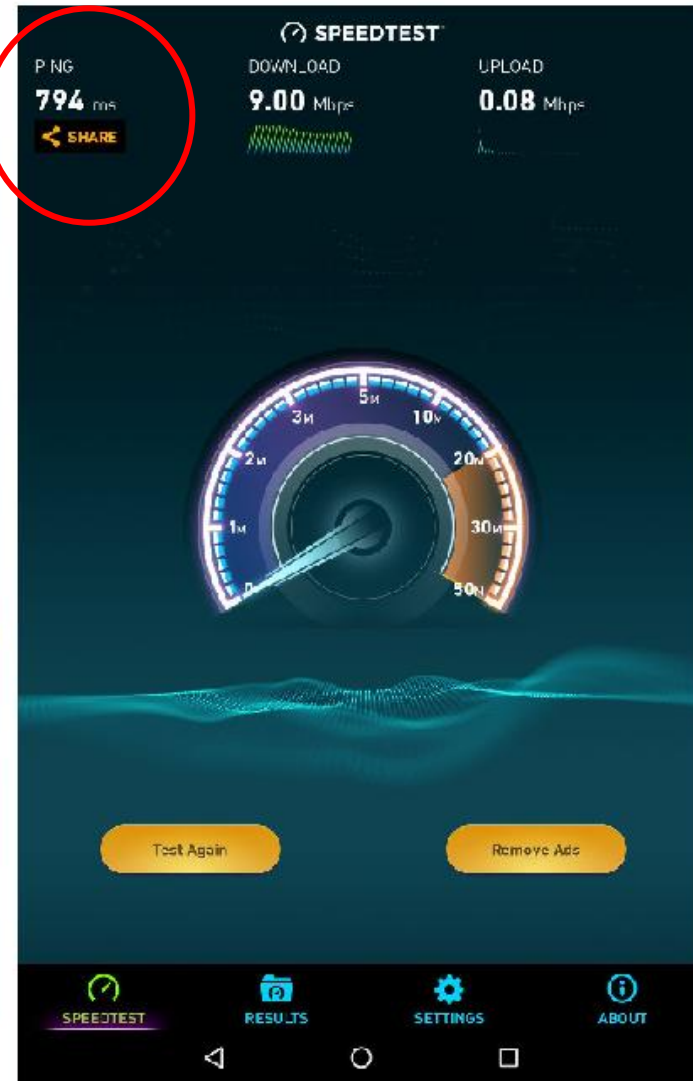 SPEEDTEST
PING DOWNLOAD UPLOAD
794 ms 9.00 Mbps 0.08 Mbps
SHARE
5M
3M 10M
2M 20M
1M 30M
0 50M
Test Again Remove Ads
SPEEDTEST RESULTS SETTINGS ABOUT